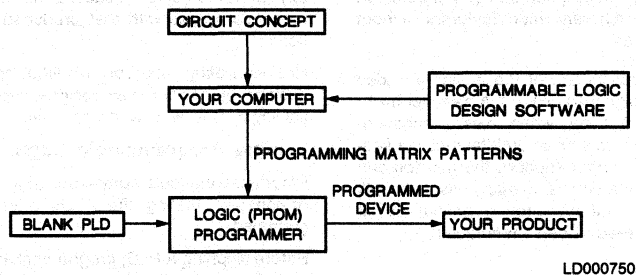 CIRCUIT CONCEPT
YOUR COMPUTER
PROGRAMMABLE LOGIC
DESIGN SOFTWARE
PROGRAMMING MATRIX PATTERNS
BLANK PLD
LOGIC (PROM)
PROGRAMMER
PROGRAMMED
DEVICE
YOUR PRODUCT
LD000750